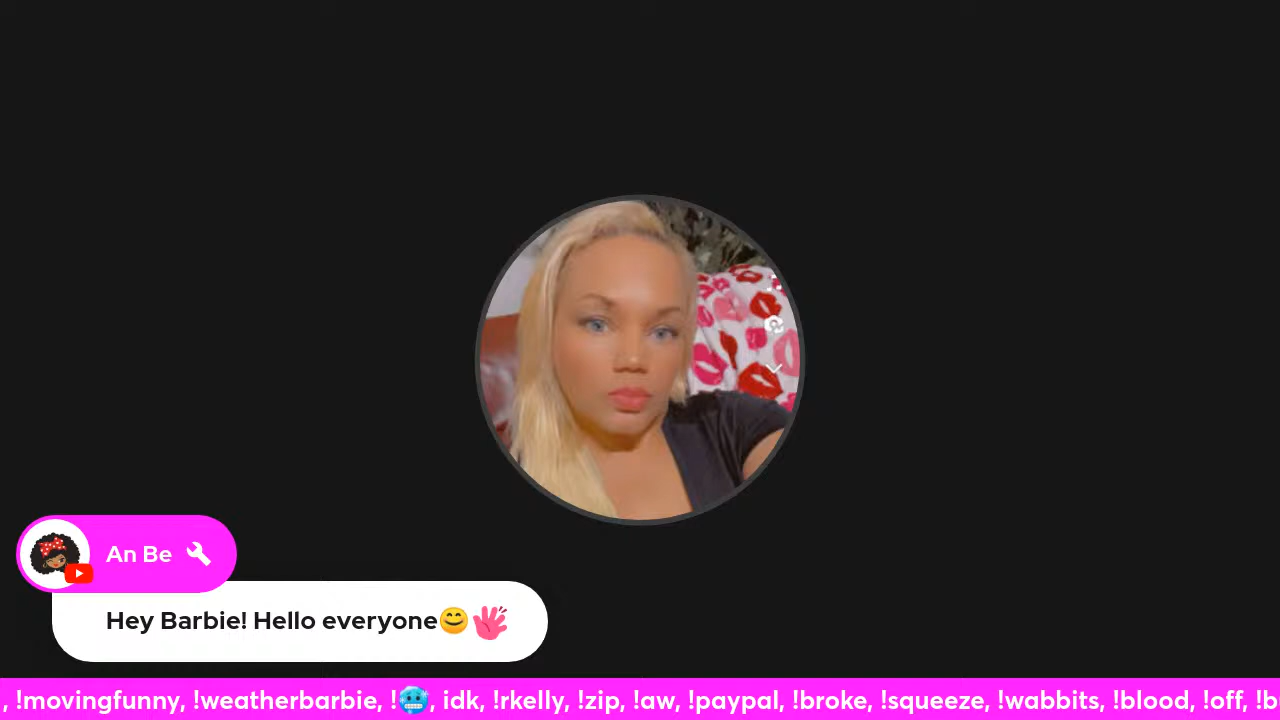 An Be
Hey Barbie! Hello everyone😊👋
, !movingfunny, !weatherbarbie, !🥶, idk, !rkelly, !zip, !aw, !paypal, !broke, !squeeze, !wabbits, !blood, !off, !b